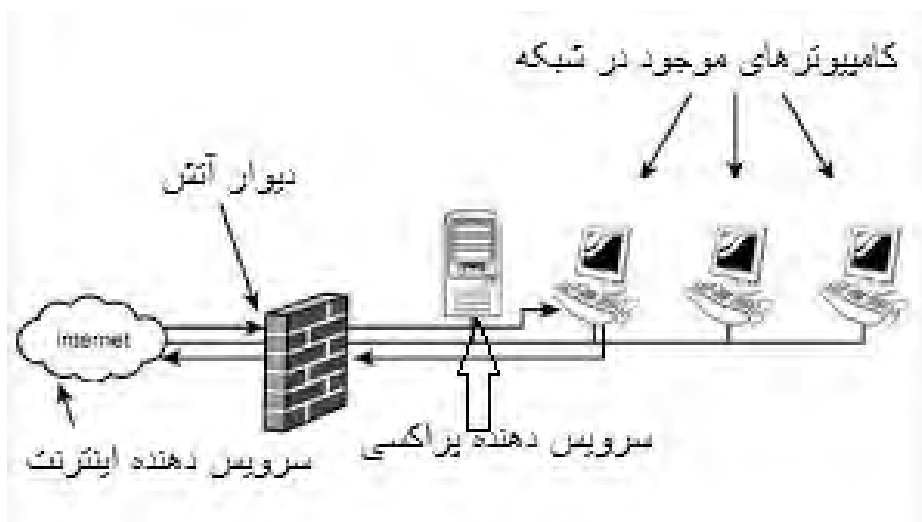 کامپیوترهای موجود در شبکه
دیوار آتش
Internet
سرویس دهنده پراکسی
سرویس دهنده اینترنت